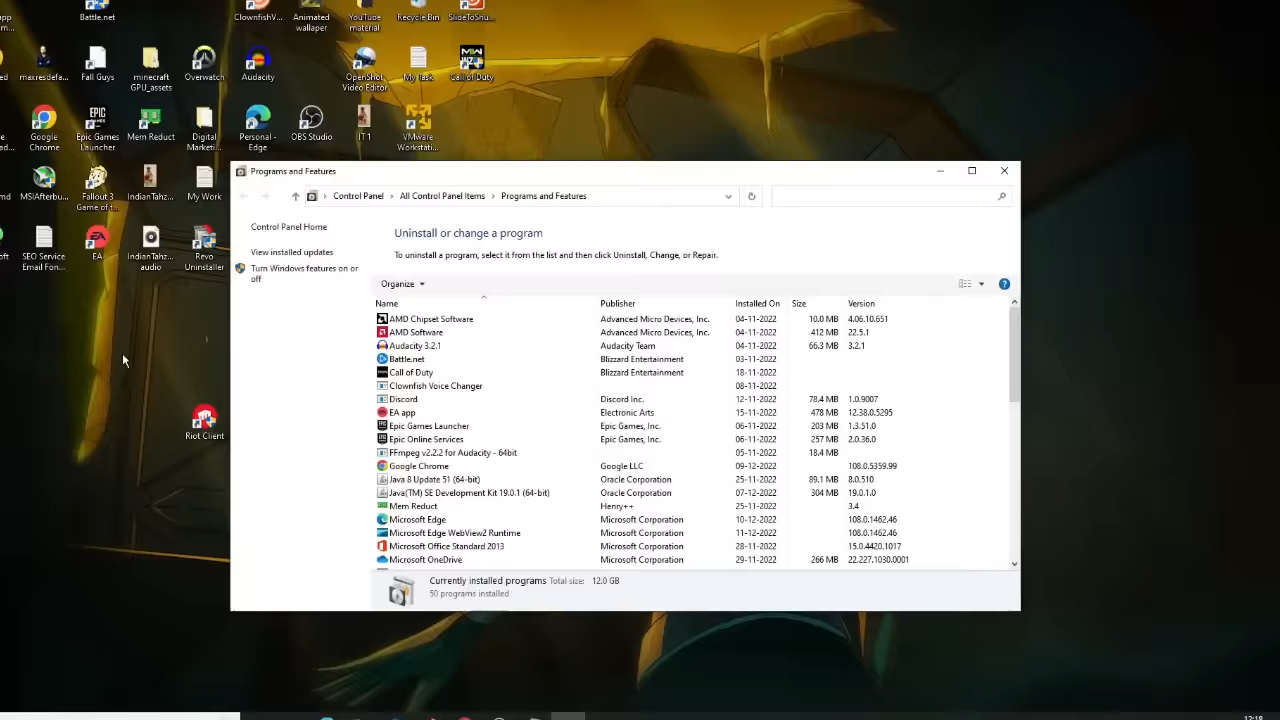 Battle.net
ClownfishV...
Animated
wallaper
YouTube
material
Recycle Bin
SlideToShu...
maxresdefa...
Fall Guys
minecraft
GPU_assets
Overwatch
Audacity
OpenShot
Video Editor
My Task
Call of Duty
Google
Chrome
Epic Games
Launcher
Mem Reduct
Digital
Marketi...
Personal -
Edge
OBS Studio
IT 1
VMware
Workstati...
MSIAfterbu...
Fallout 3
Game of t...
IndianTahz...
My Work
SEO Service
Email Fon...
EA
IndianTahz...
audio
Revo
Uninstaller
Riot Client
Programs and Features
Control Panel > All Control Panel Items > Programs and Features
Control Panel Home
View installed updates
Turn Windows features on or
off
Uninstall or change a program
To uninstall a program, select it from the list and then click Uninstall, Change, or Repair.
Organize
Name Publisher Installed On Size Version
AMD Chipset Software Advanced Micro Devices, Inc. 04-11-2022 10.0 MB 4.06.10.651
AMD Software Advanced Micro Devices, Inc. 04-11-2022 412 MB 22.5.1
Audacity 3.2.1 Audacity Team 04-11-2022 66.3 MB 3.2.1
Battle.net Blizzard Entertainment 03-11-2022
Call of Duty Blizzard Entertainment 18-11-2022
Clownfish Voice Changer 08-11-2022
Discord Discord Inc. 12-11-2022 78.4 MB 1.0.9007
EA app Electronic Arts 15-11-2022 478 MB 12.38.0.5295
Epic Games Launcher Epic Games, Inc. 06-11-2022 203 MB 1.3.51.0
Epic Online Services Epic Games, Inc. 06-11-2022 257 MB 2.0.36.0
FFmpeg v2.2.2 for Audacity - 64bit 05-11-2022 18.4 MB
Google Chrome Google LLC 09-12-2022 108.0.5359.99
Java 8 Update 51 (64-bit) Oracle Corporation 25-11-2022 89.1 MB 8.0.510
Java(TM) SE Development Kit 19.0.1 (64-bit) Oracle Corporation 07-12-2022 304 MB 19.0.1.0
Mem Reduct Henry++ 25-11-2022 3.4
Microsoft Edge Microsoft Corporation 10-12-2022 108.0.1462.46
Microsoft Edge WebView2 Runtime Microsoft Corporation 11-12-2022 108.0.1462.46
Microsoft Office Standard 2013 Microsoft Corporation 28-11-2022 15.0.4420.1017
Microsoft OneDrive Microsoft Corporation 29-11-2022 266 MB 22.227.1030.0001
Currently installed programs Total size: 12.0 GB
50 programs installed
12:18